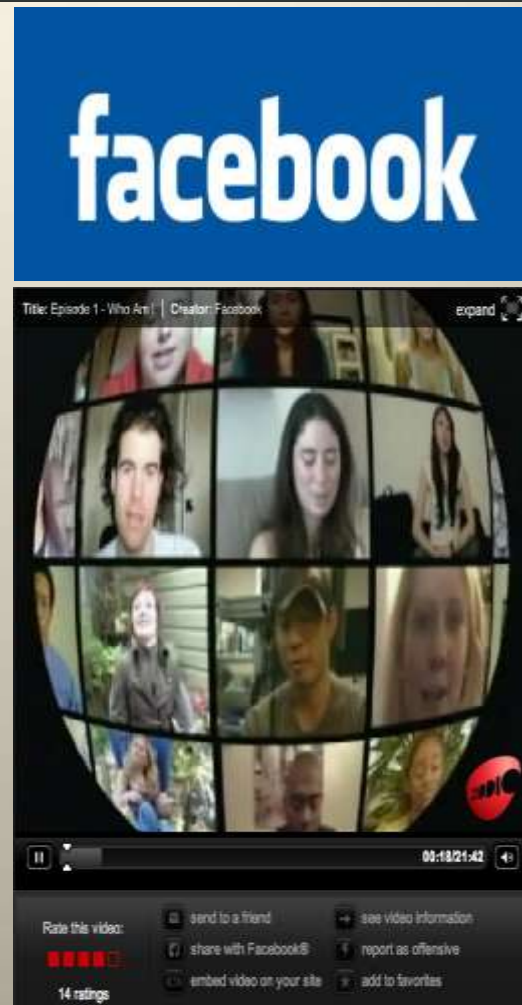 facebook
Title: Episode 1 - Who Am I | Creator: Facebook
expand
00:18/21:42
Rate this video:
14 ratings
send to a friend
see video information
share with Facebook®
report as offensive
embed video on your site
add to favorites